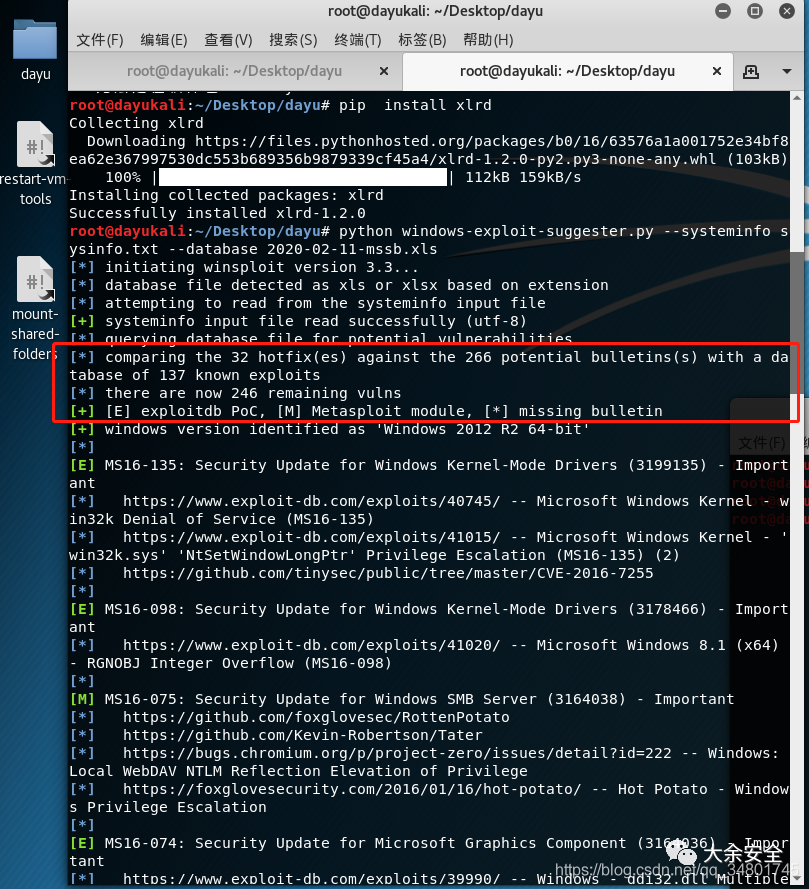 root@dayukali: ~/Desktop/dayu
文件(F) 编辑(E) 查看(V) 搜索(S) 终端(T) 标签(B) 帮助(H)
root@dayukali: ~/Desktop/dayu × root@dayukali: ~/Desktop/dayu ×
dayu
restart-vm-
tools
mount-
shared-
folders
root@dayukali:~/Desktop/dayu# pip  install xlrd
Collecting xlrd
  Downloading https://files.pythonhosted.org/packages/b0/16/63576a1a001752e34bf8
ea62e367997530dc553b689356b9879339cf45a4/xlrd-1.2.0-py2.py3-none-any.whl (103kB)
    100% |████████████████████████████████| 112kB 159kB/s
Installing collected packages: xlrd
Successfully installed xlrd-1.2.0
root@dayukali:~/Desktop/dayu# python windows-exploit-suggester.py --systeminfo s
ysinfo.txt --database 2020-02-11-mssb.xls
[*] initiating winsploit version 3.3...
[*] database file detected as xls or xlsx based on extension
[*] attempting to read from the systeminfo input file
[+] systeminfo input file read successfully (utf-8)
[*] querying database file for potential vulnerabilities
[*] comparing the 32 hotfix(es) against the 266 potential bulletins(s) with a da
tabase of 137 known exploits
[*] there are now 246 remaining vulns
[+] [E] exploitdb PoC, [M] Metasploit module, [*] missing bulletin
[+] windows version identified as 'Windows 2012 R2 64-bit'
[*]
[E] MS16-135: Security Update for Windows Kernel-Mode Drivers (3199135) - Import
ant
[*]   https://www.exploit-db.com/exploits/40745/ -- Microsoft Windows Kernel - w
in32k Denial of Service (MS16-135)
[*]   https://www.exploit-db.com/exploits/41015/ -- Microsoft Windows Kernel - '
win32k.sys' 'NtSetWindowLongPtr' Privilege Escalation (MS16-135) (2)
[*]   https://github.com/tinysec/public/tree/master/CVE-2016-7255
[*]
[E] MS16-098: Security Update for Windows Kernel-Mode Drivers (3178466) - Import
ant
[*]   https://www.exploit-db.com/exploits/41020/ -- Microsoft Windows 8.1 (x64)
- RGNOBJ Integer Overflow (MS16-098)
[*]
[M] MS16-075: Security Update for Windows SMB Server (3164038) - Important
[*]   https://github.com/foxglovesec/RottenPotato
[*]   https://github.com/Kevin-Robertson/Tater
[*]   https://bugs.chromium.org/p/project-zero/issues/detail?id=222 -- Windows:
Local WebDAV NTLM Reflection Elevation of Privilege
[*]   https://foxglovesecurity.com/2016/01/16/hot-potato/ -- Hot Potato - Window
s Privilege Escalation
[*]
[E] MS16-074: Security Update for Microsoft Graphics Component (3164036) - Impor
tant
[*]   https://www.exploit-db.com/exploits/39990/ -- Windows - gdi32.dll Multiple
文件(F)
大余安全
https://blog.csdn.net/qq_34801745